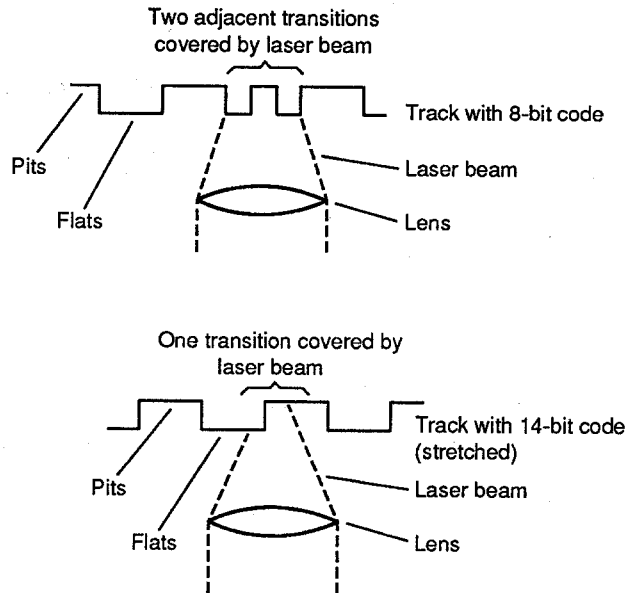 Two adjacent transitions
covered by laser beam
Track with 8-bit code
Pits
Laser beam
Flats
Lens
One transition covered by
laser beam
Track with 14-bit code
(stretched)
Pits
Laser beam
Flats
Lens